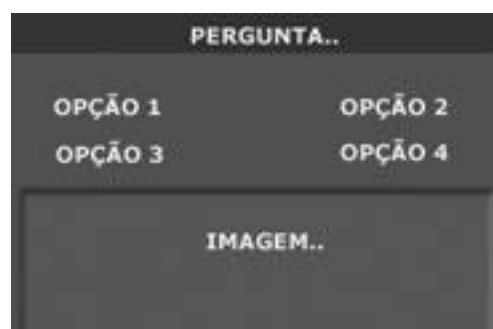 PERGUNTA..
OPÇÃO 1 OPÇÃO 2
OPÇÃO 3 OPÇÃO 4
IMAGEM..